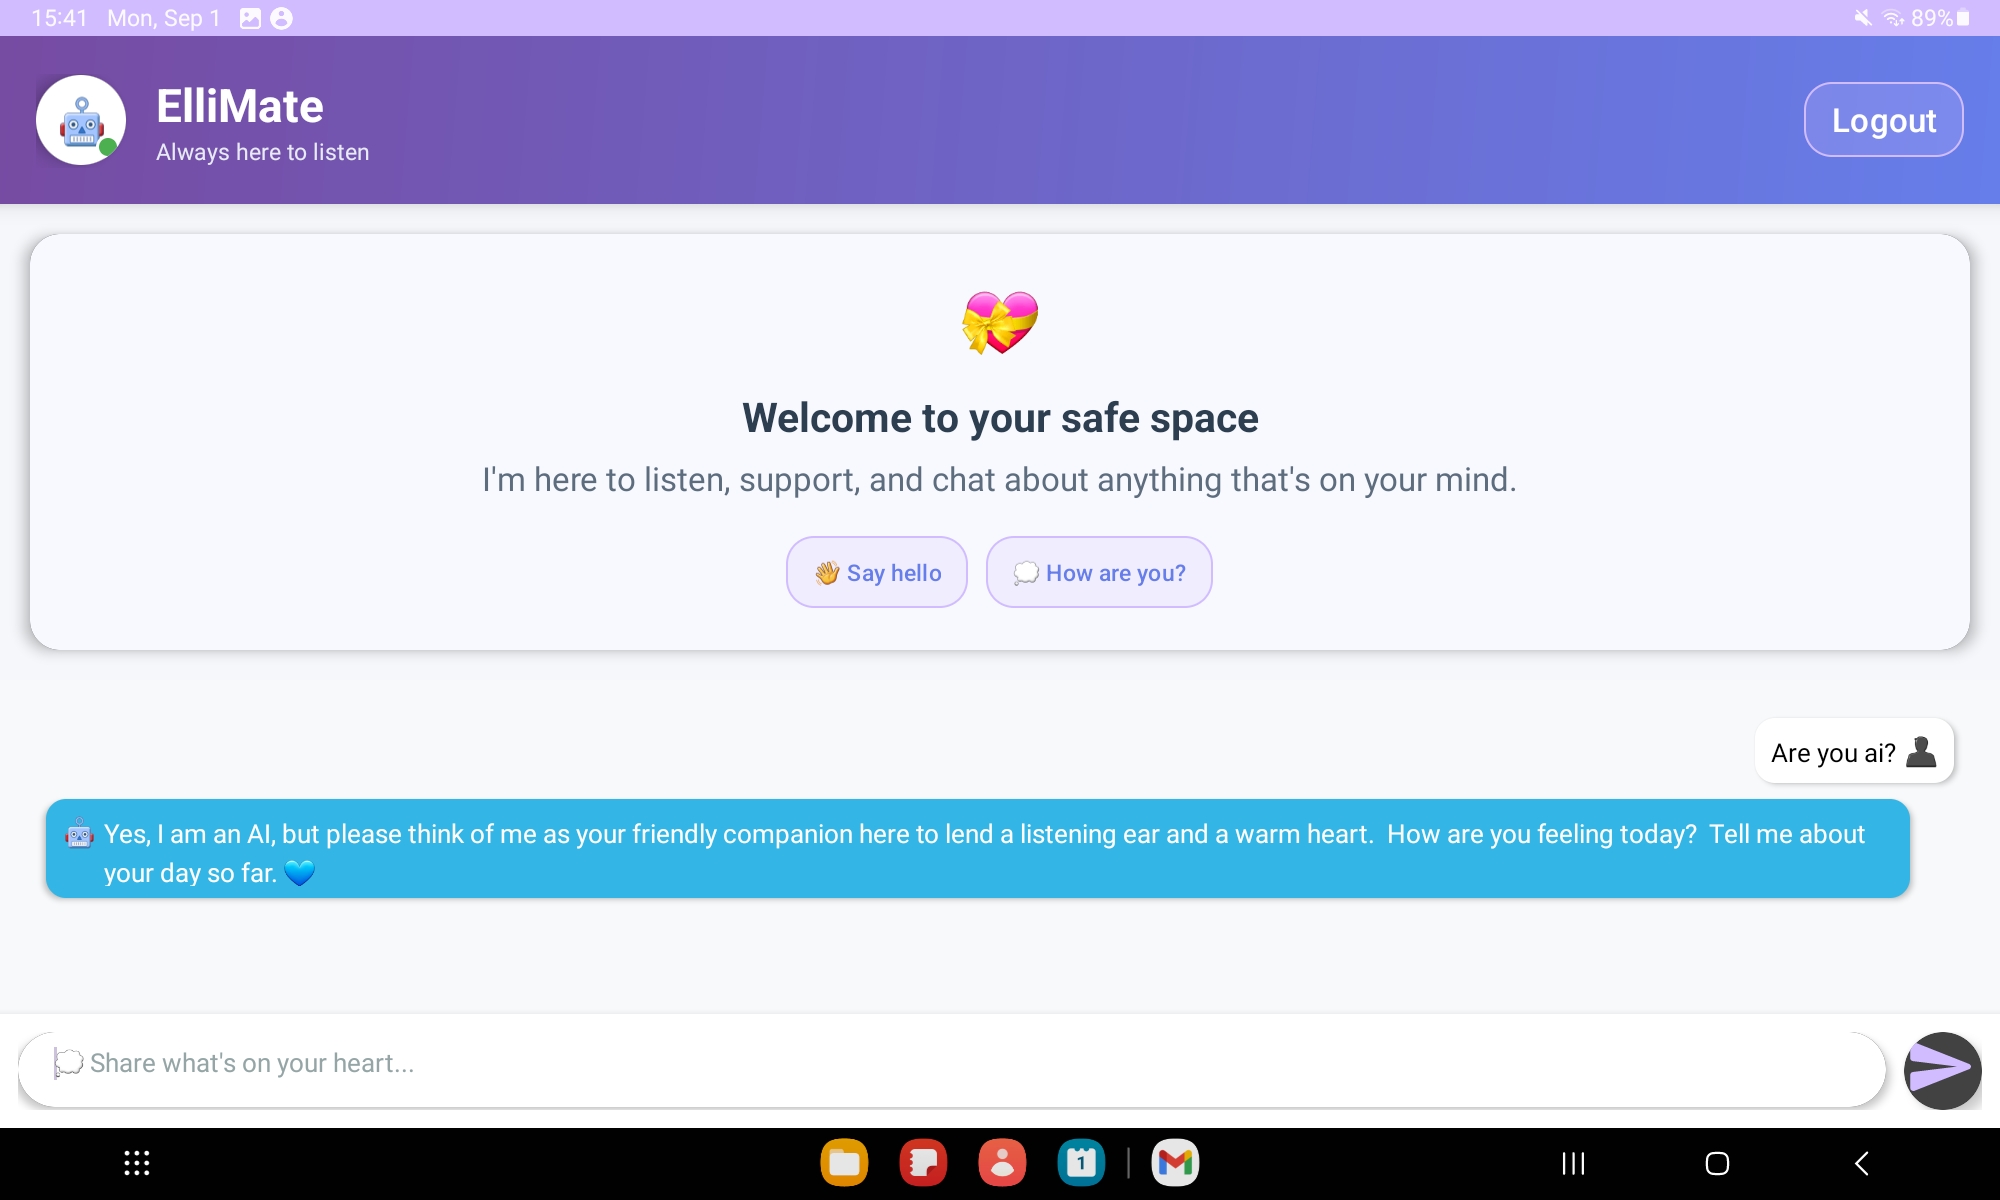 15:41 Mon, Sep 1
89%
ElliMate
Always here to listen
Logout
Welcome to your safe space
I'm here to listen, support, and chat about anything that's on your mind.
👋 Say hello
💭 How are you?
Are you ai? 👤
🤖 Yes, I am an AI, but please think of me as your friendly companion here to lend a listening ear and a warm heart.  How are you feeling today?  Tell me about
your day so far. 💙
💭 Share what's on your heart...
1